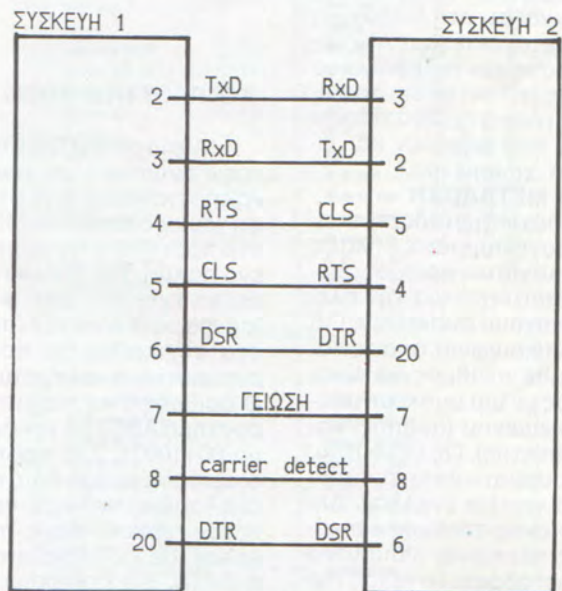 ΣΥΣΚΕΥΗ 1 ΣΥΣΚΕΥΗ 2
2 TxD RxD 3
3 RxD TxD 2
4 RTS CLS 5
5 CLS RTS 4
6 DSR DTR 20
7 ΓΕΙΩΣΗ 7
8 carrier detect 8
20 DTR DSR 6